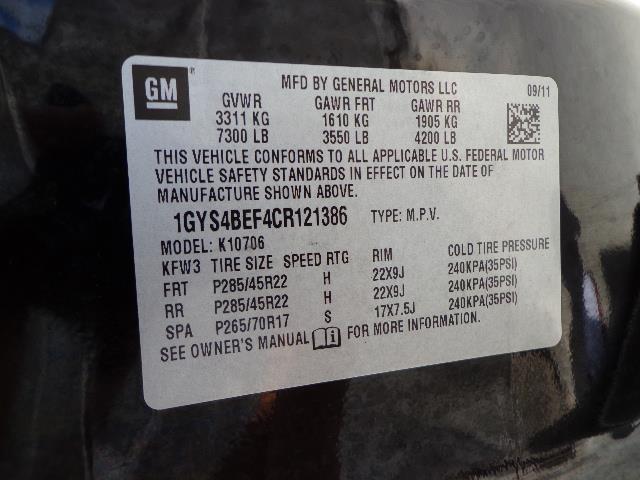 GM
MFD BY GENERAL MOTORS LLC 09/11
GVWR GAWR FRT GAWR RR
3311 KG 1610 KG 1905 KG
7300 LB 3550 LB 4200 LB
THIS VEHICLE CONFORMS TO ALL APPLICABLE U.S. FEDERAL MOTOR
VEHICLE SAFETY STANDARDS IN EFFECT ON THE DATE OF
MANUFACTURE SHOWN ABOVE.
1GYS4BEF4CR121386 TYPE: M.P.V.
MODEL: K10706
KFW3 TIRE SIZE SPEED RTG RIM COLD TIRE PRESSURE
FRT P285/45R22 H 22X9J 240KPA(35PSI)
RR P285/45R22 H 22X9J 240KPA(35PSI)
SPA P265/70R17 S 17X7.5J 240KPA(35PSI)
SEE OWNER'S MANUAL FOR MORE INFORMATION.